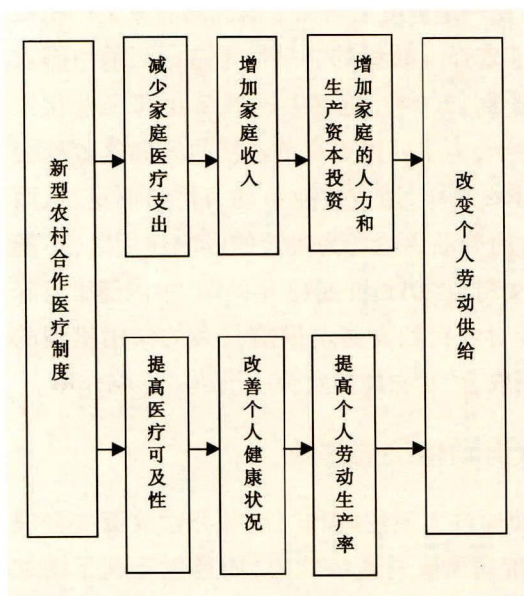 新型农村合作医疗制度
减少家庭医疗支出
增加家庭收入
增加家庭的人力和
生产资本投资
提高医疗可及性
改善个人健康状况
提高个人劳动生产率
改变个人劳动供给